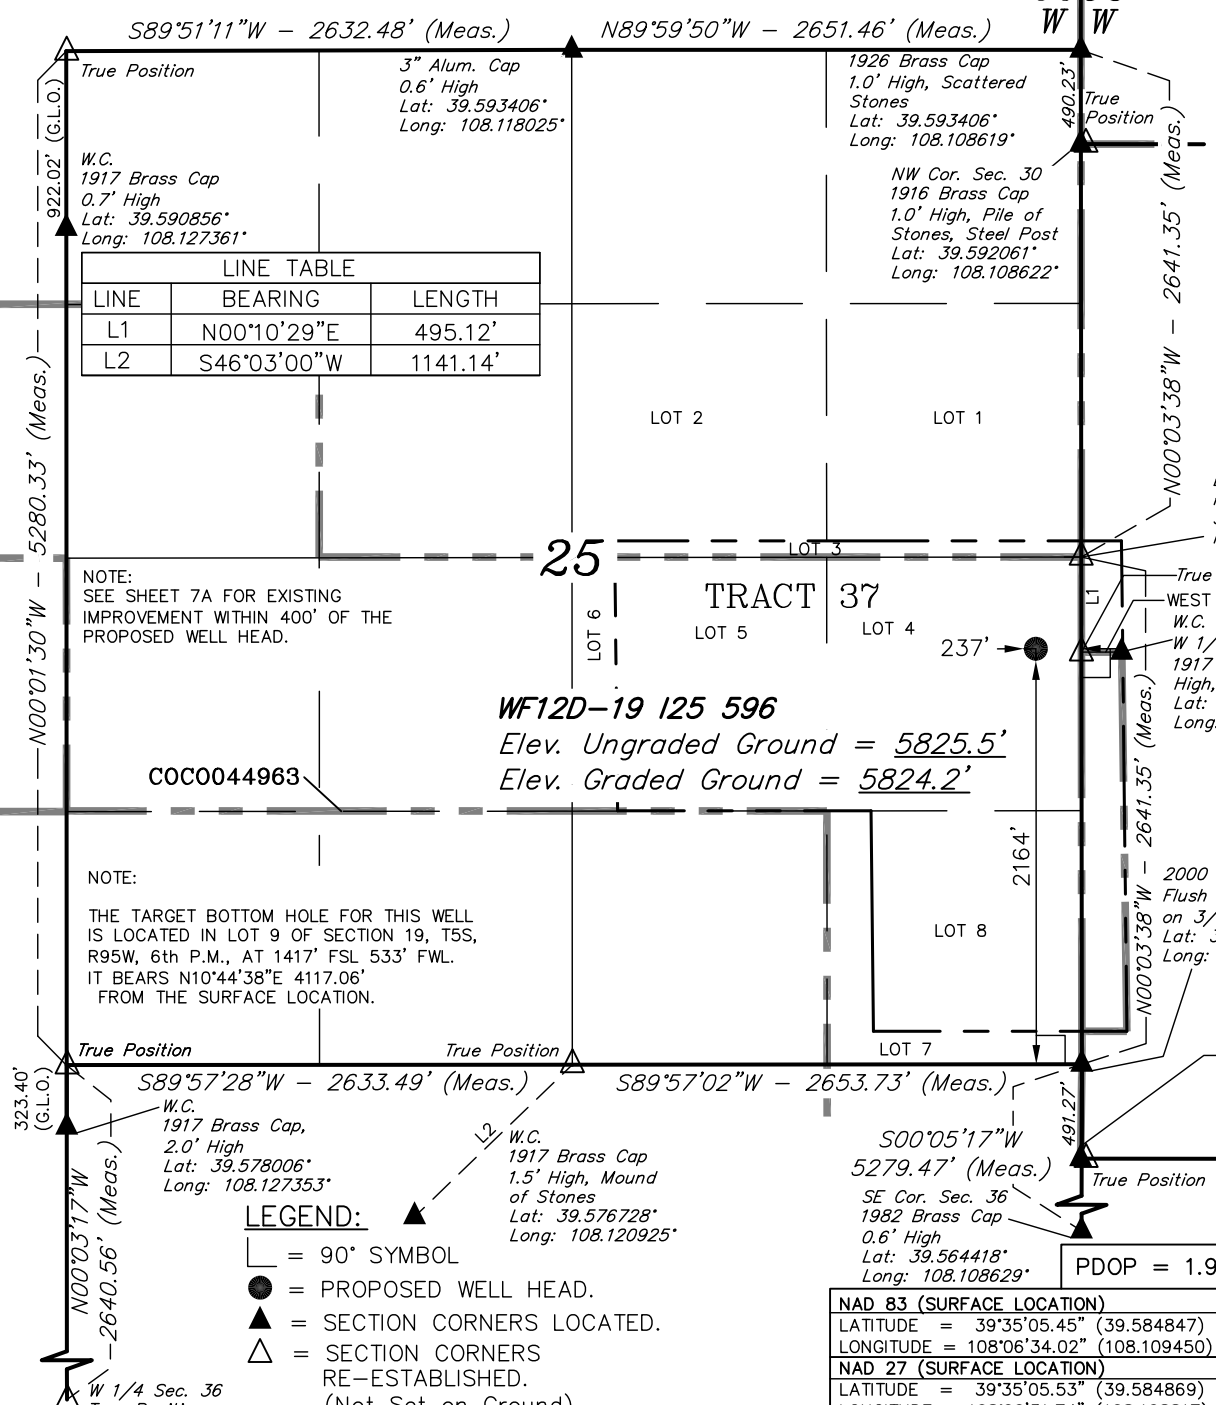 W W
S89°51'11"W - 2632.48' (Meas.)
N89°59'50"W - 2651.46' (Meas.)
True Position
3" Alum. Cap
0.6' High
Lat: 39.593406°
Long: 108.118025°
1926 Brass Cap
1.0' High, Scattered
Stones
Lat: 39.593406°
Long: 108.108619°
490.23'
True
Position
922.02' (G.L.O.)
W.C.
1917 Brass Cap
0.7' High
Lat: 39.590856°
Long: 108.127361°
NW Cor. Sec. 30
1916 Brass Cap
1.0' High, Pile of
Stones, Steel Post
Lat: 39.592061°
Long: 108.108622°
N00°03'38"W - 2641.35' (Meas.)
LINE TABLE
LINE BEARING LENGTH
L1 N00°10'29"E 495.12'
L2 S46°03'00"W 1141.14'
N00°01'30"W - 5280.33' (Meas.)
LOT 2
LOT 1
25
LOT 3
TRACT 37
LOT 6
LOT 5
LOT 4
L1
True
WEST
W.C.
1917
High,
Lat:
Long:
NOTE:
SEE SHEET 7A FOR EXISTING
IMPROVEMENT WITHIN 400' OF THE
PROPOSED WELL HEAD.
237'
WF12D-19 I25 596
Elev. Ungraded Ground = 5825.5'
Elev. Graded Ground = 5824.2'
COC0044963
2164'
N00°03'38"W - 2641.35' (Meas.)
2000
Flush
on 3/
Lat:
Long:
NOTE:
THE TARGET BOTTOM HOLE FOR THIS WELL
IS LOCATED IN LOT 9 OF SECTION 19, T5S,
R95W, 6th P.M., AT 1417' FSL 533' FWL.
IT BEARS N10°44'38"E 4117.06'
FROM THE SURFACE LOCATION.
LOT 8
LOT 7
True Position
True Position
S89°57'28"W - 2633.49' (Meas.)
S89°57'02"W - 2653.73' (Meas.)
323.40'
(G.L.O.)
W.C.
1917 Brass Cap,
2.0' High
Lat: 39.578006°
Long: 108.127353°
L2
W.C.
1917 Brass Cap
1.5' High, Mound
of Stones
Lat: 39.576728°
Long: 108.120925°
491.27'
S00°05'17"W
5279.47' (Meas.)
True Position
SE Cor. Sec. 36
1982 Brass Cap
0.6' High
Lat: 39.564418°
Long: 108.108629°
N00°03'17"W
2640.56' (Meas.)
W 1/4 Sec. 36
LEGEND:
= 90° SYMBOL
= PROPOSED WELL HEAD.
= SECTION CORNERS LOCATED.
= SECTION CORNERS
RE-ESTABLISHED.
(Not Set on Ground)
PDOP = 1.9
NAD 83 (SURFACE LOCATION)
LATITUDE = 39°35'05.45" (39.584847)
LONGITUDE = 108°06'34.02" (108.109450)
NAD 27 (SURFACE LOCATION)
LATITUDE = 39°35'05.53" (39.584869)